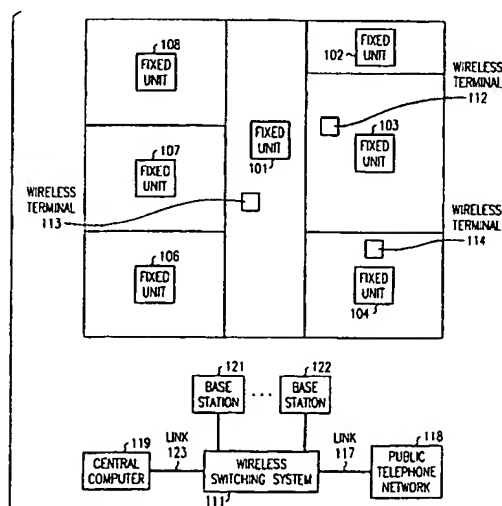 108
FIXED
UNIT
102
FIXED
UNIT
WIRELESS
TERMINAL
112
107
FIXED
UNIT
FIXED
UNIT
101
103
FIXED
UNIT
WIRELESS
TERMINAL
113
WIRELESS
TERMINAL
114
106
FIXED
UNIT
FIXED
UNIT
104
121
BASE
STATION
...
122
BASE
STATION
119
CENTRAL
COMPUTER
LINK
123
WIRELESS
SWITCHING SYSTEM
111
LINK
117
118
PUBLIC
TELEPHONE
NETWORK